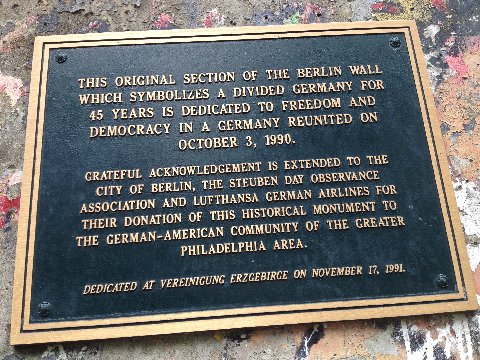 THIS ORIGINAL SECTION OF THE BERLIN WALL
WHICH SYMBOLIZES A DIVIDED GERMANY FOR
45 YEARS IS DEDICATED TO FREEDOM AND
DEMOCRACY IN A GERMANY REUNITED ON
OCTOBER 3, 1990.
GRATEFUL ACKNOWLEDGEMENT IS EXTENDED TO THE
CITY OF BERLIN, THE STEUBEN DAY OBSERVANCE
ASSOCIATION AND LUFTHANSA GERMAN AIRLINES FOR
THEIR DONATION OF THIS HISTORICAL MONUMENT TO
THE GERMAN-AMERICAN COMMUNITY OF THE GREATER
PHILADELPHIA AREA.
DEDICATED AT VEREINIGUNG ERZGEBIRGE ON NOVEMBER 17, 1991.